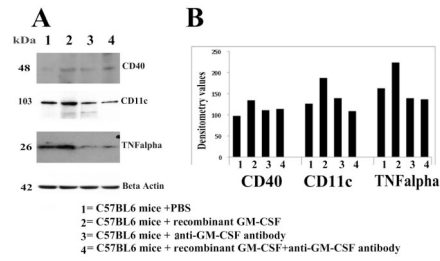 A
kDa 1 2 3 4
48 CD40
103 CD11c
26 TNFalpha
42 Beta Actin
B
Densitometry values
250
200
150
100
50
0
1 2 3 4 1 2 3 4 1 2 3 4
CD40 CD11c TNFalpha
1= C57BL6 mice +PBS
2= C57BL6 mice + recombinant GM-CSF
3= C57BL6 mice + anti-GM-CSF antibody
4= C57BL6 mice + recombinant GM-CSF+anti-GM-CSF antibody